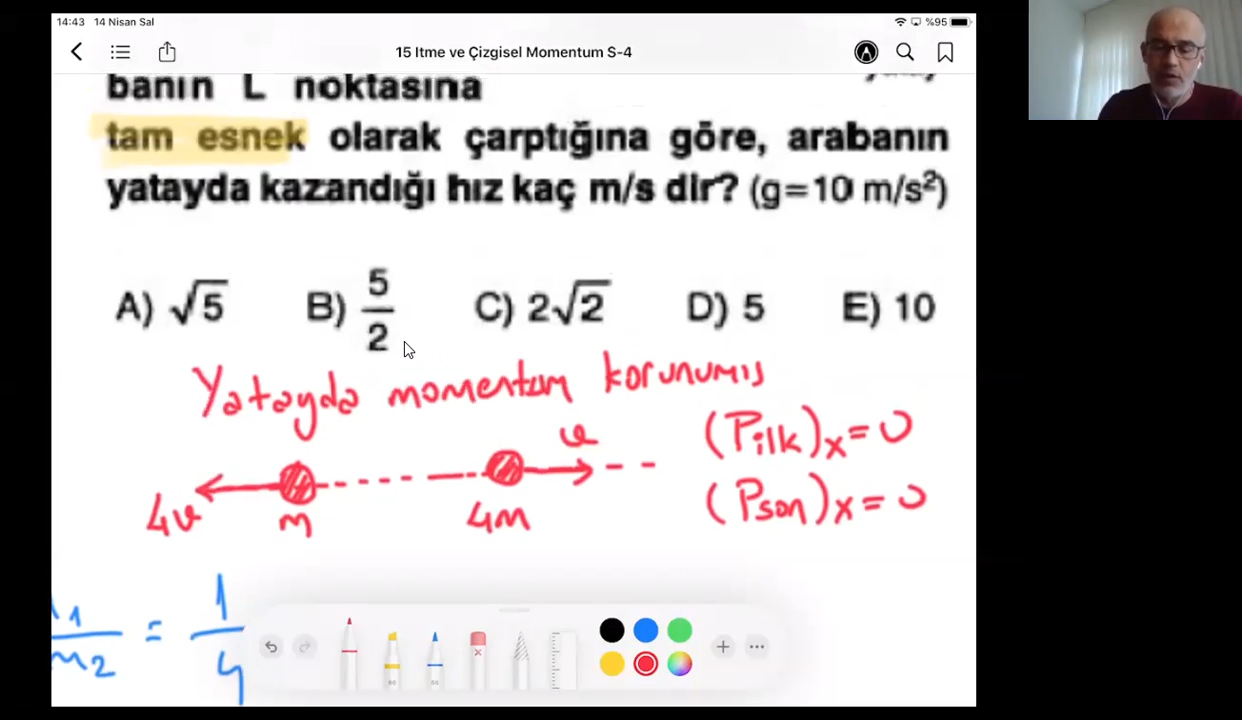 14:43 14 Nisan Sal
%95
15 Itme ve Çizgisel Momentum S-4
banın L noktasına
tam esnek olarak çarptığına göre, arabanın
yatayda kazandığı hız kaç m/s dir? (g=10 m/s²)
A) √5 B) 5/2 C) 2√2 D) 5 E) 10
Yatayda momentum korunumış
(Pilk)x=0
4v m 4m v
(Pson)x=0
m2 = 1/4